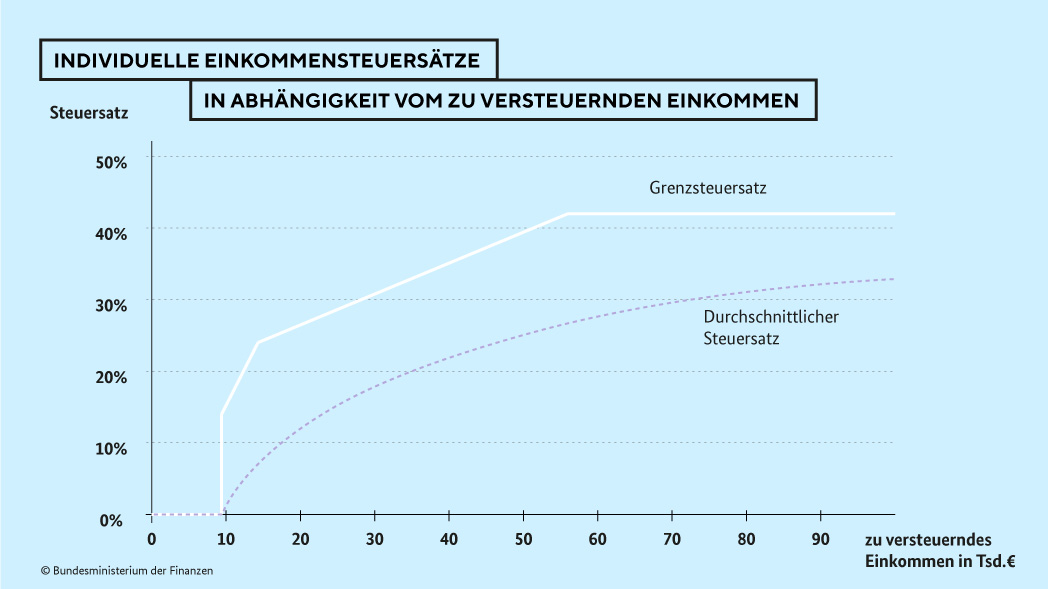 INDIVIDUELLE EINKOMMENSTEUERSÄTZE
IN ABHÄNGIGKEIT VOM ZU VERSTEUERNDEN EINKOMMEN
Steuersatz
50%
Grenzsteuersatz
40%
30%
Durchschnittlicher
Steuersatz
20%
10%
0%
0 10 20 30 40 50 60 70 80 90
zu versteuerndes
Einkommen in Tsd.€
© Bundesministerium der Finanzen